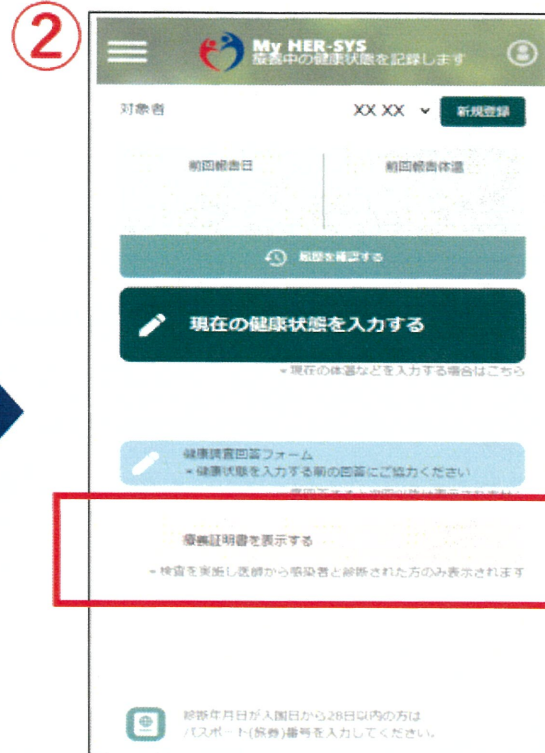 ②
My HER-SYS
療養中の健康状態を記録します
対象者
XX XX
新規登録
前回報告日
前回報告体温
履歴を確認する
現在の健康状態を入力する
*現在の体温などを入力する場合はこちら
健康調査回答フォーム
*健康状態を入力する前の回答にご協力ください
療養証明書を表示する
*検査を実施し医師から感染者と診断された方のみ表示されます
診断年月日が入国日から28日以内の方は
パスポート(旅券)番号を入力してください。